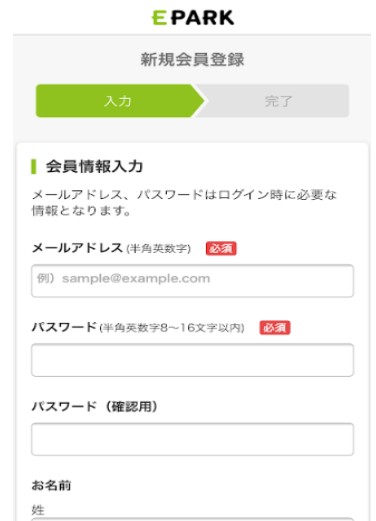 EPARK
新規会員登録
入力
完了
会員情報入力
メールアドレス、パスワードはログイン時に必要な
情報となります。
メールアドレス(半角英数字) 必須
例）sample@example.com
パスワード(半角英数字8〜16文字以内) 必須
パスワード（確認用）
お名前
姓